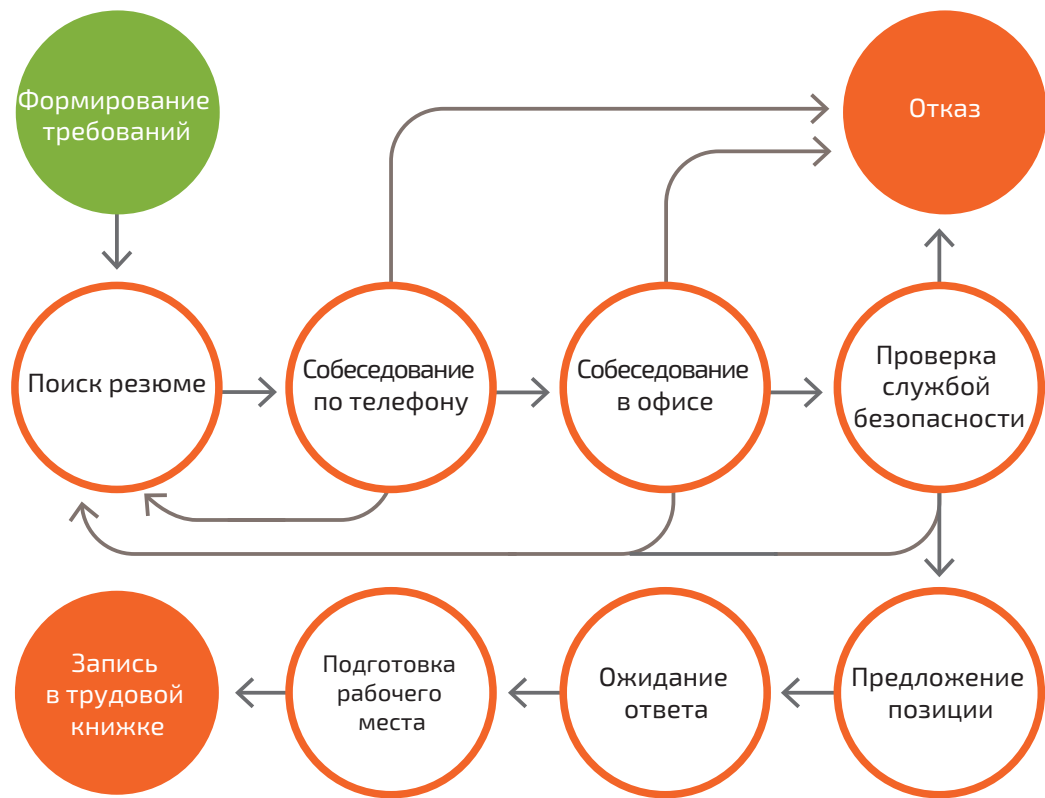 Формирование
требований
Отказ
Поиск резюме
Собеседование
по телефону
Собеседование
в офисе
Проверка
службой
безопасности
Запись
в трудовой
книжке
Подготовка
рабочего
места
Ожидание
ответа
Предложение
позиции